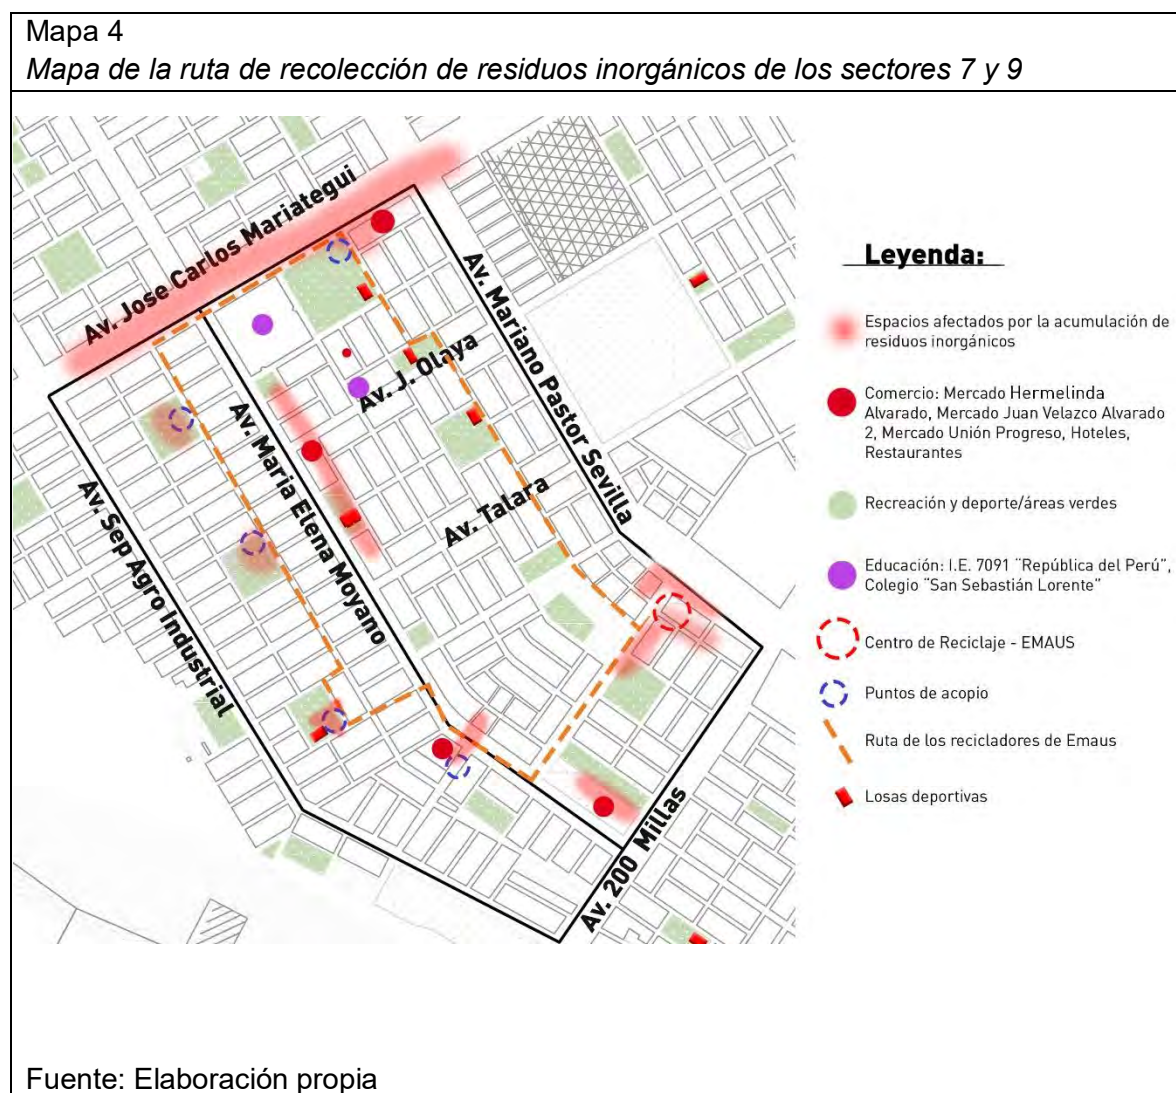 Mapa 4
Mapa de la ruta de recolección de residuos inorgánicos de los sectores 7 y 9
Av. Jose Carlos Mariategui
Av. Mariano Pastor Sevilla
Av. J. Olaya
Av. Maria Elena Moyano
Av. Talara
Av. Sep Agro Industrial
Av. 200 Millas
Leyenda:
Espacios afectados por la acumulación de
residuos inorgánicos
Comercio: Mercado Hermelinda
Alvarado, Mercado Juan Velazco Alvarado
2, Mercado Unión Progreso, Hoteles,
Restaurantes
Recreación y deporte/áreas verdes
Educación: I.E. 7091 ¨República del Perú¨,
Colegio ¨San Sebastián Lorente¨
Centro de Reciclaje - EMAUS
Puntos de acopio
Ruta de los recicladores de Emaus
Losas deportivas
Fuente: Elaboración propia